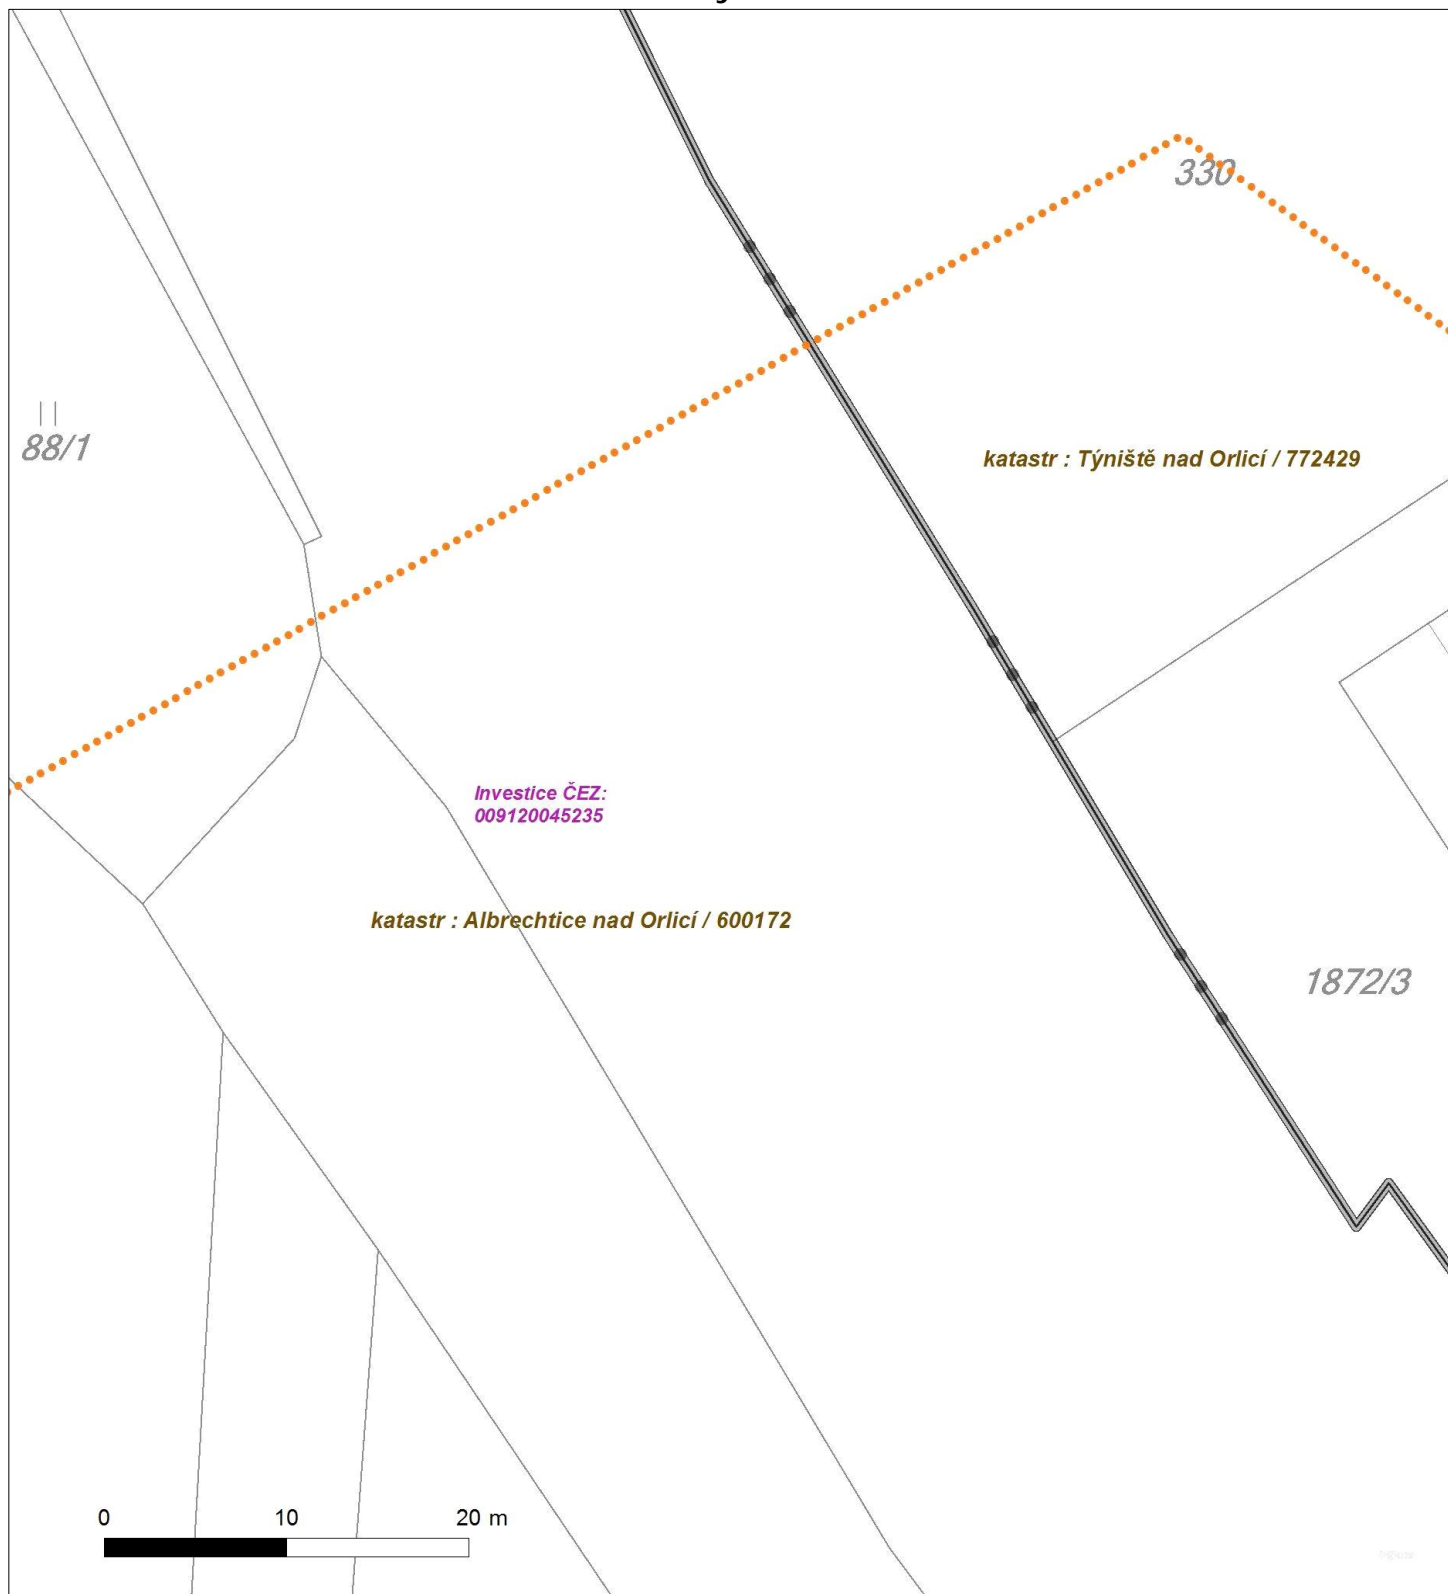 330
88/1
katastr : Týniště nad Orlicí / 772429
Investice ČEZ:
009120045235
katastr : Albrechtice nad Orlicí / 600172
1872/3
0 10 20 m